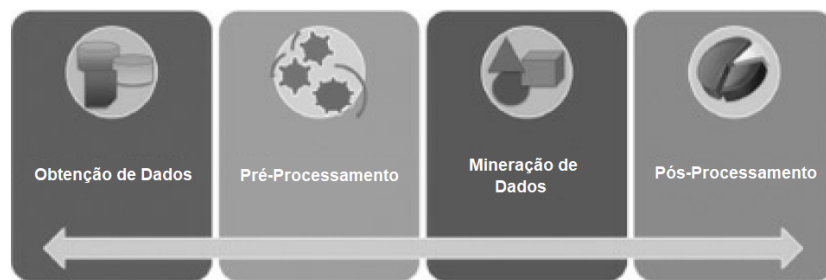 Obtenção de Dados
Pré-Processamento
Mineração de
Dados
Pós-Processamento